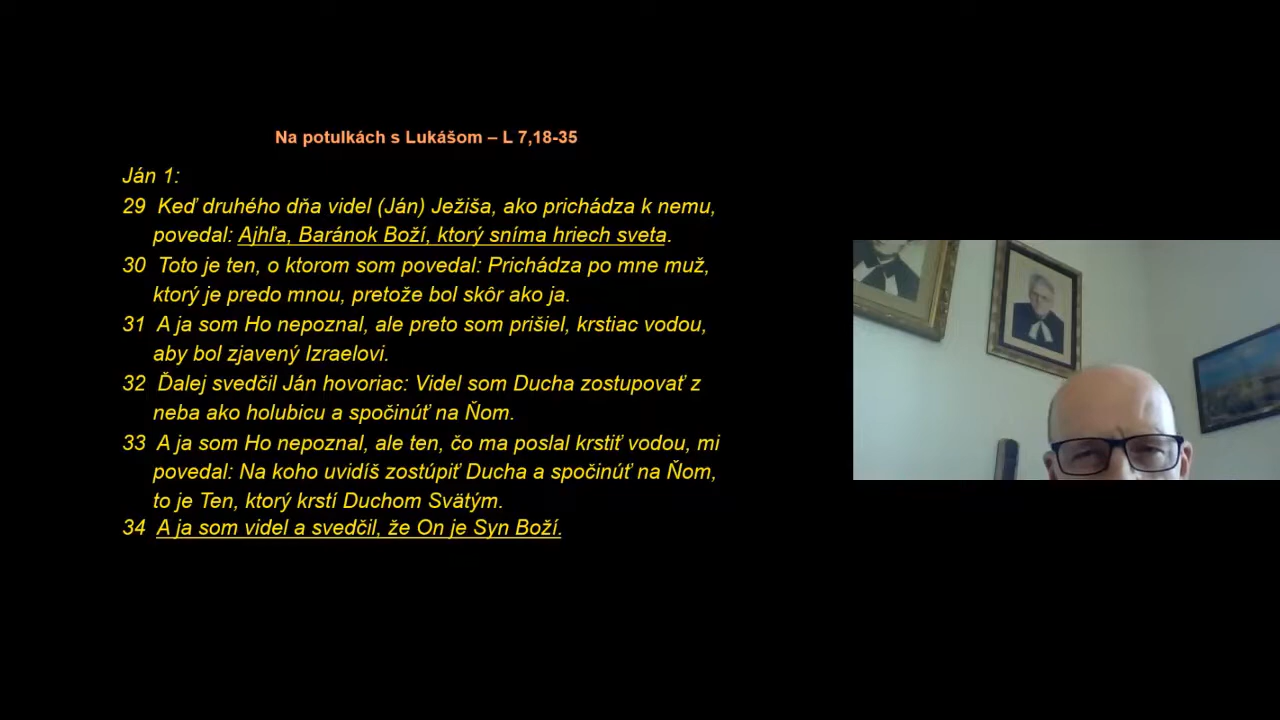 Na potulkách s Lukášom – L 7,18-35
Ján 1:
29 Keď druhého dňa videl (Ján) Ježiša, ako prichádza k nemu,
povedal: Ajhľa, Baránok Boží, ktorý sníma hriech sveta.
30 Toto je ten, o ktorom som povedal: Prichádza po mne muž,
ktorý je predo mnou, pretože bol skôr ako ja.
31 A ja som Ho nepoznal, ale preto som prišiel, krstiac vodou,
aby bol zjavený Izraelovi.
32 Ďalej svedčil Ján hovoriac: Videl som Ducha zostupovať z
neba ako holubicu a spočinúť na Ňom.
33 A ja som Ho nepoznal, ale ten, čo ma poslal krstiť vodou, mi
povedal: Na koho uvidíš zostúpiť Ducha a spočinúť na Ňom,
to je Ten, ktorý krstí Duchom Svätým.
34 A ja som videl a svedčil, že On je Syn Boží.